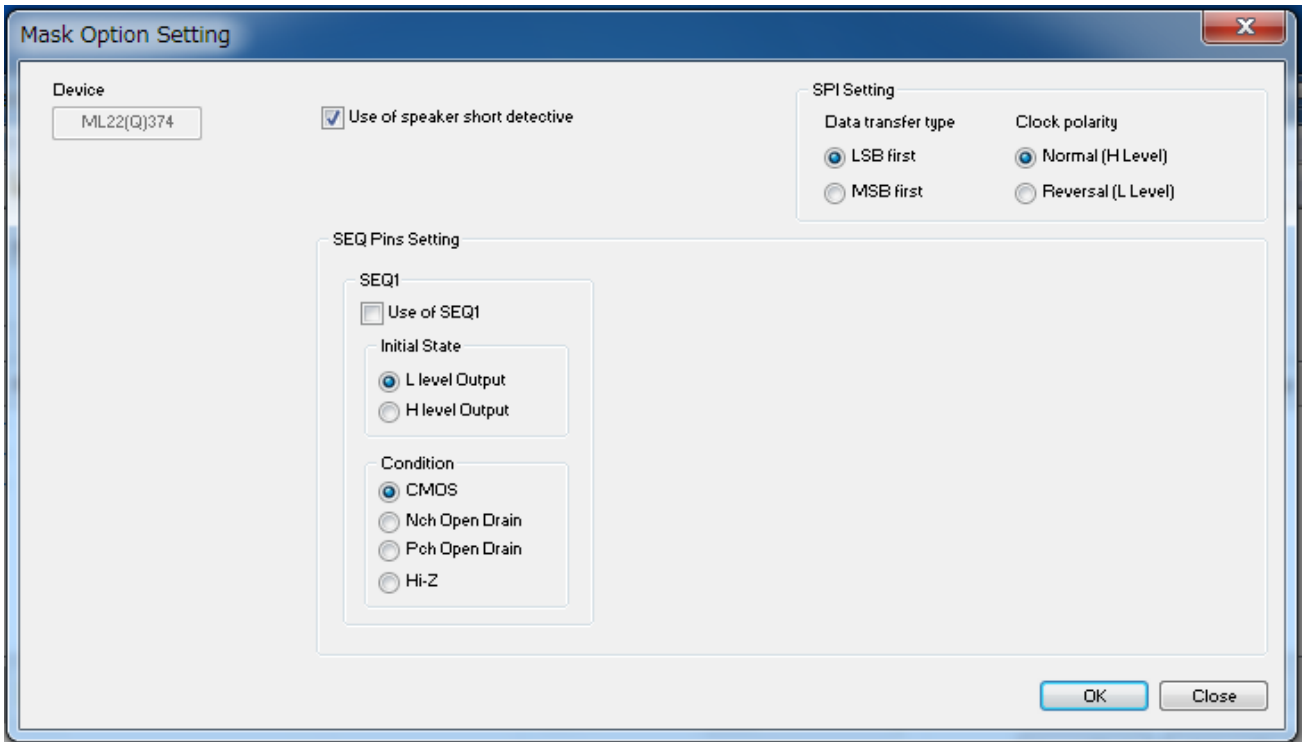 Mask Option Setting
Device
ML22(Q)374
Use of speaker short detective
SPI Setting
Data transfer type
Clock polarity
LSB first
Normal (H Level)
MSB first
Reversal (L Level)
SEQ Pins Setting
SEQ1
Use of SEQ1
Initial State
L level Output
H level Output
Condition
CMOS
Nch Open Drain
Pch Open Drain
Hi-Z
OK
Close